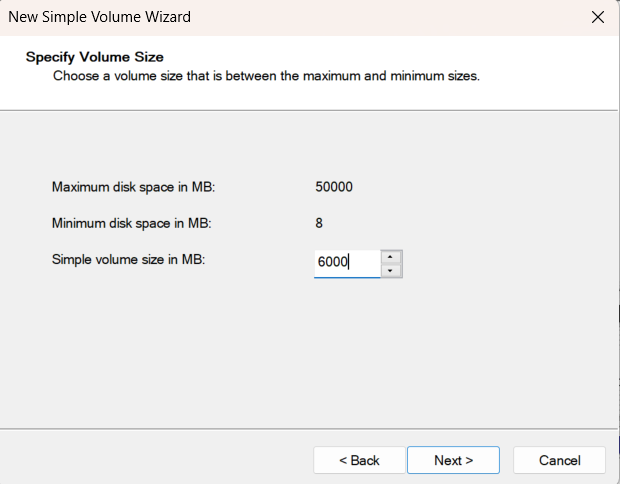 New Simple Volume Wizard
Specify Volume Size
Choose a volume size that is between the maximum and minimum sizes.
Maximum disk space in MB: 50000
Minimum disk space in MB: 8
Simple volume size in MB: 6000
< Back Next > Cancel